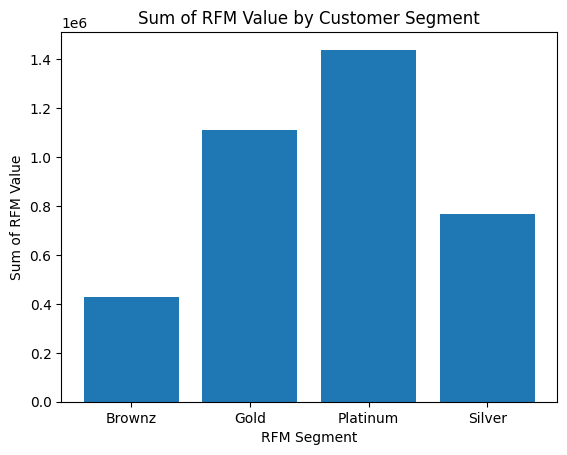 Sum of RFM Value by Customer Segment
1e6
1.4
1.2
1.0
0.8
0.6
0.4
0.2
0.0
Sum of RFM Value
Brownz Gold Platinum Silver
RFM Segment